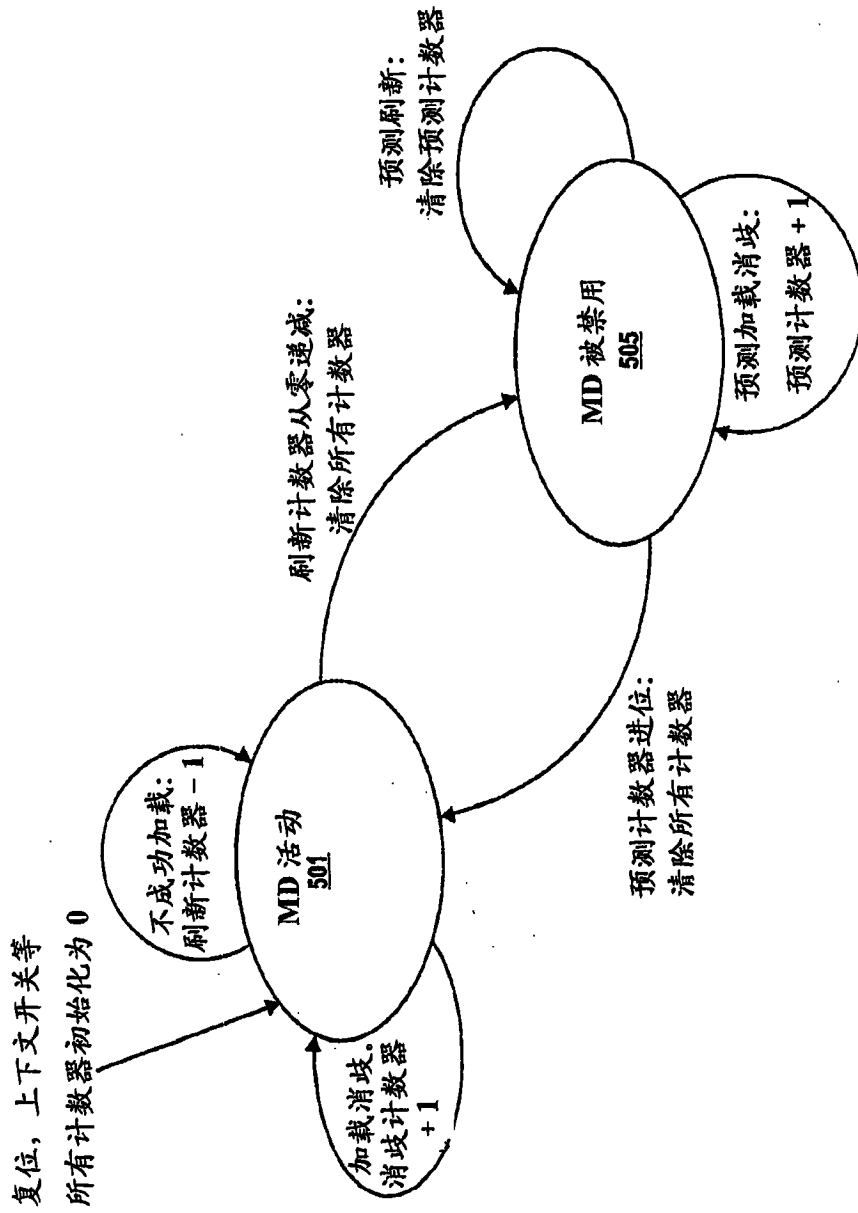 复位，上下文开关等
所有计数器初始化为 0
不成功加载：
刷新计数器 - 1
MD 活动
501
加载消歧.
消歧计数器
+ 1
刷新计数器从零递减：
清除所有计数器
预测计数器进位：
清除所有计数器
预测刷新：
清除预测计数器
MD 被禁用
505
预测加载消歧：
预测计数器 + 1